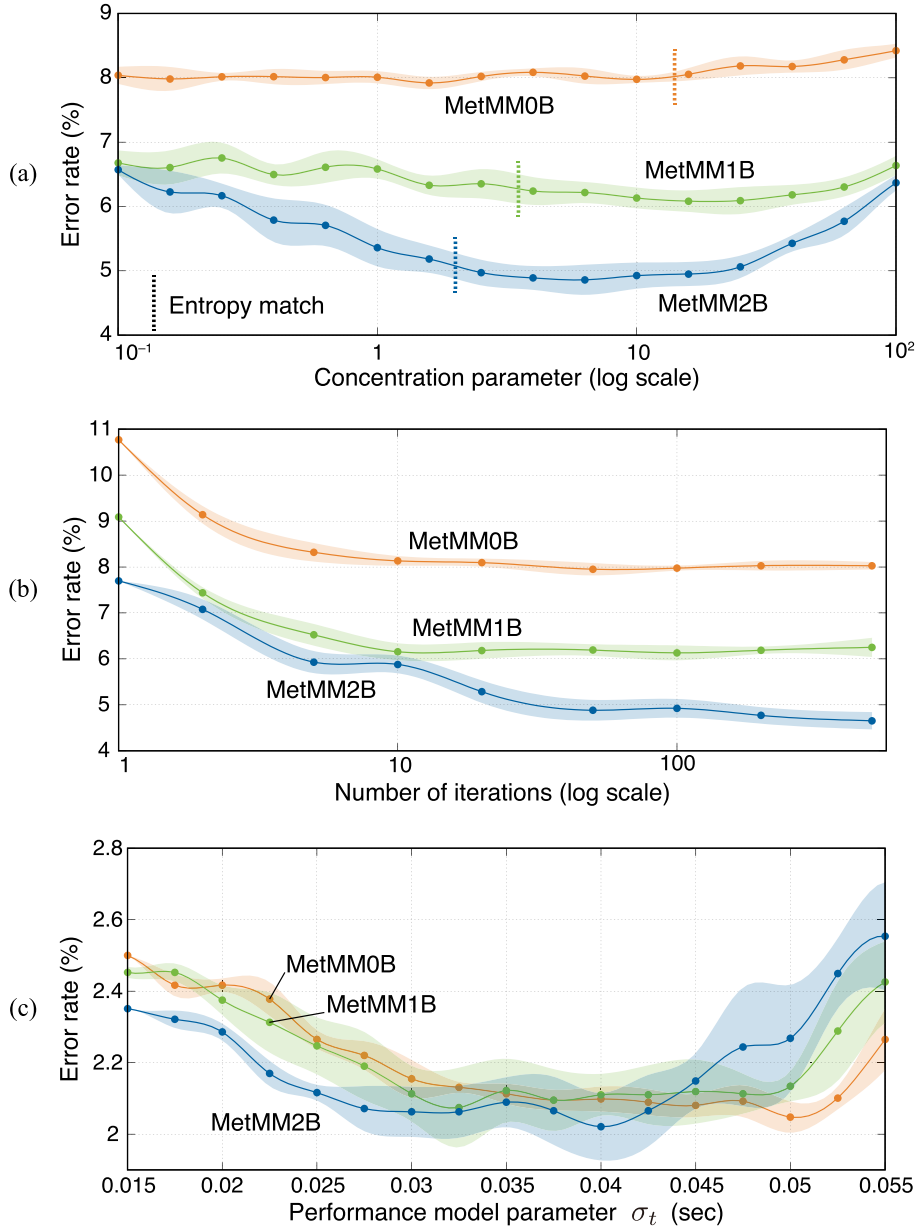 (a)
Error rate (%)
9
8
7
6
5
4
MetMM0B
MetMM1B
MetMM2B
Entropy match
10⁻¹
1
10
10²
Concentration parameter (log scale)
(b)
Error rate (%)
11
10
9
8
7
6
5
4
MetMM0B
MetMM1B
MetMM2B
1
10
100
Number of iterations (log scale)
(c)
Error rate (%)
2.8
2.6
2.4
2.2
2
MetMM0B
MetMM1B
MetMM2B
0.015
0.02
0.025
0.03
0.035
0.04
0.045
0.05
0.055
Performance model parameter σt (sec)